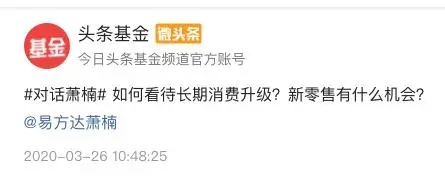 基金
头条基金 微头条
今日头条基金频道官方账号
#对话萧楠# 如何看待长期消费升级？新零售有什么机会？
@易方达萧楠
2020-03-26 10:48:25